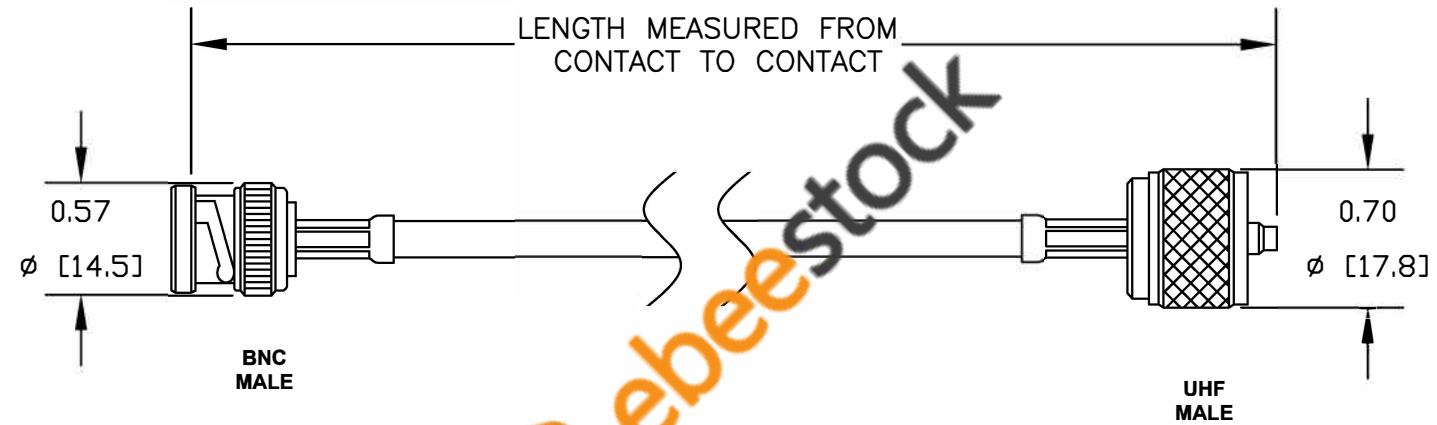 LENGTH MEASURED FROM
CONTACT TO CONTACT
0.57
ø [14.5]
0.70
ø [17.8]
BNC
MALE
UHF
MALE
ebeestock